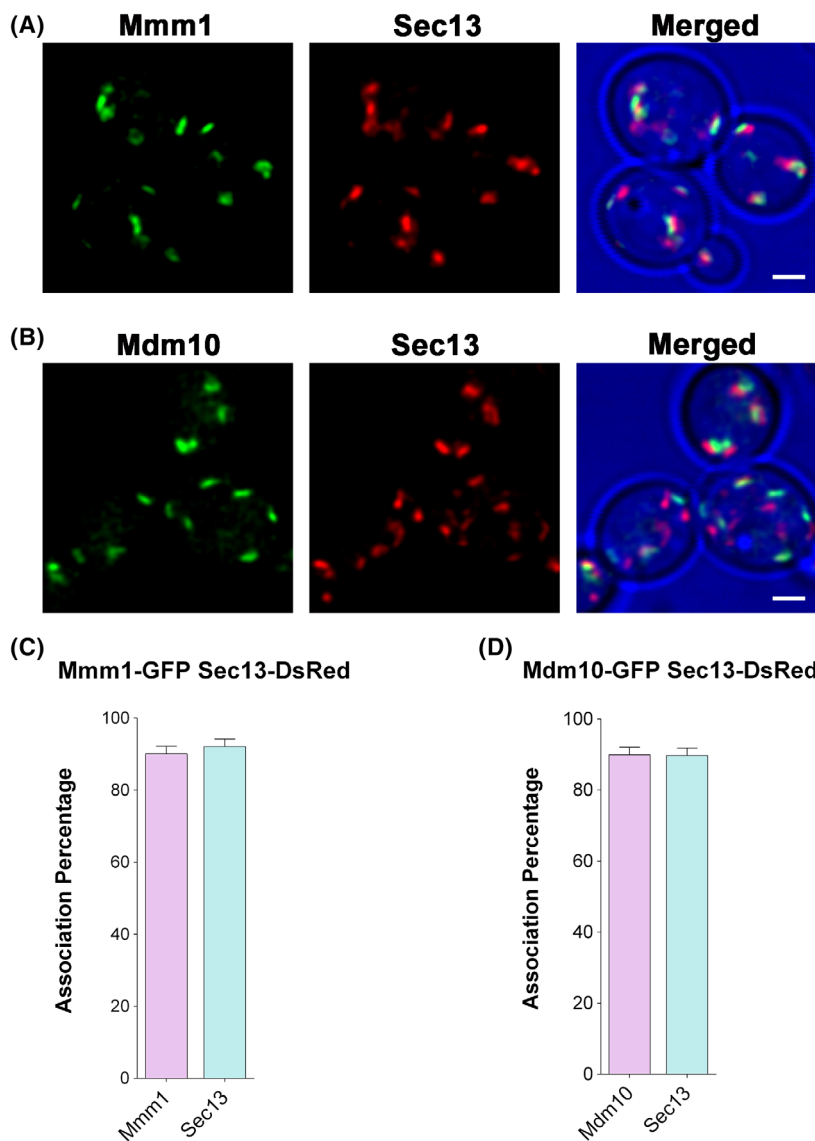 (A)
Mmm1 Sec13 Merged
(B)
Mdm10 Sec13 Merged
(C)
Mmm1-GFP Sec13-DsRed
100
80
60
40
20
0
Association Percentage
Mmm1
Sec13
(D)
Mdm10-GFP Sec13-DsRed
100
80
60
40
20
0
Association Percentage
Mdm10
Sec13